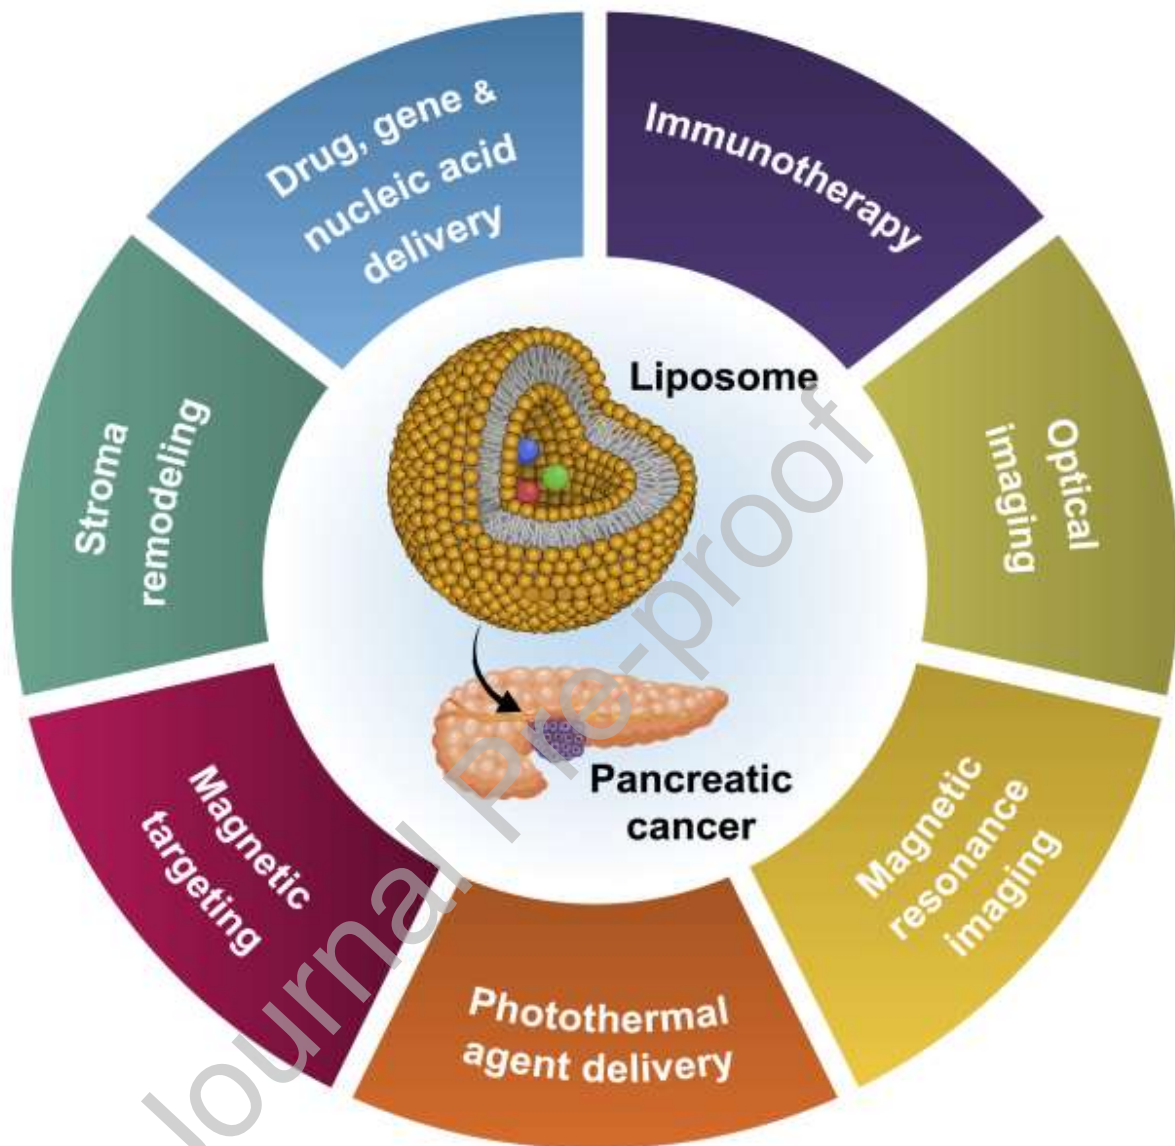 Drug, gene &
nucleic acid
delivery
Immunotherapy
Optical
imaging
Magnetic
resonance
imaging
Photothermal
agent delivery
Magnetic
targeting
Stroma
remodeling
Liposome
Pancreatic
cancer
Journal Pre-proof